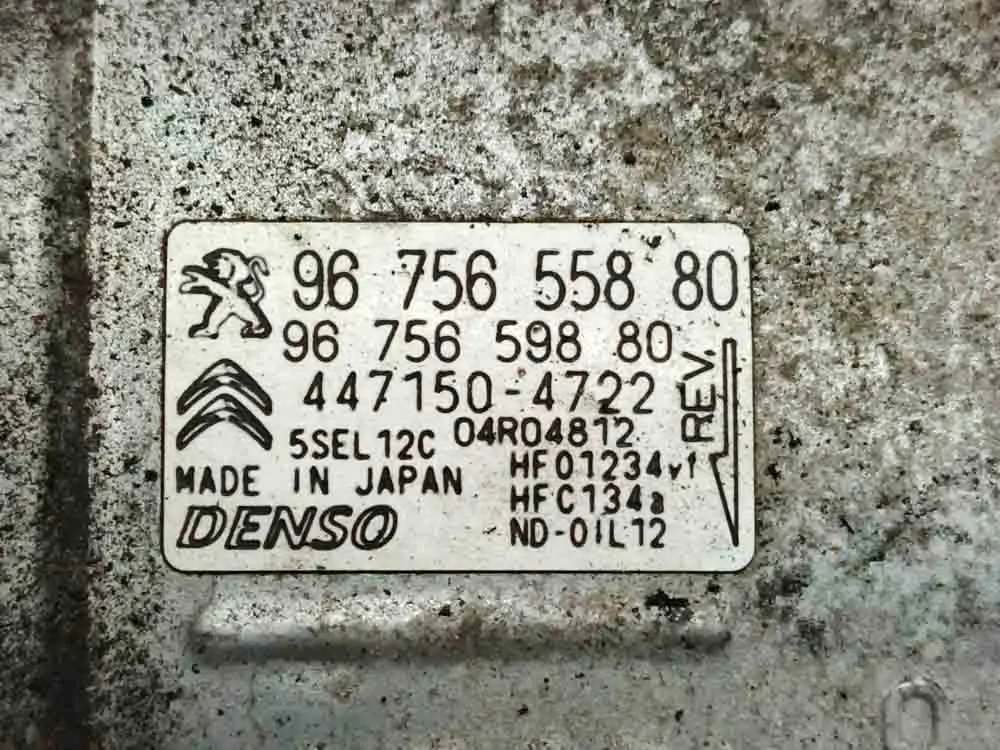 96 756 558 80
96 756 598 80
447150-4722
5SEL12C 04R04812
REV.
HF01234v1
MADE IN JAPAN
HFC134a
DENSO
ND-OIL12